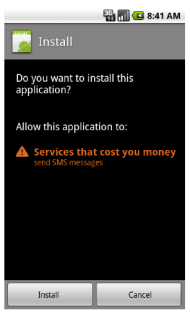 3G
8:41 AM
Install
Do you want to install this
application?
Allow this application to:
Services that cost you money
send SMS messages
Install
Cancel